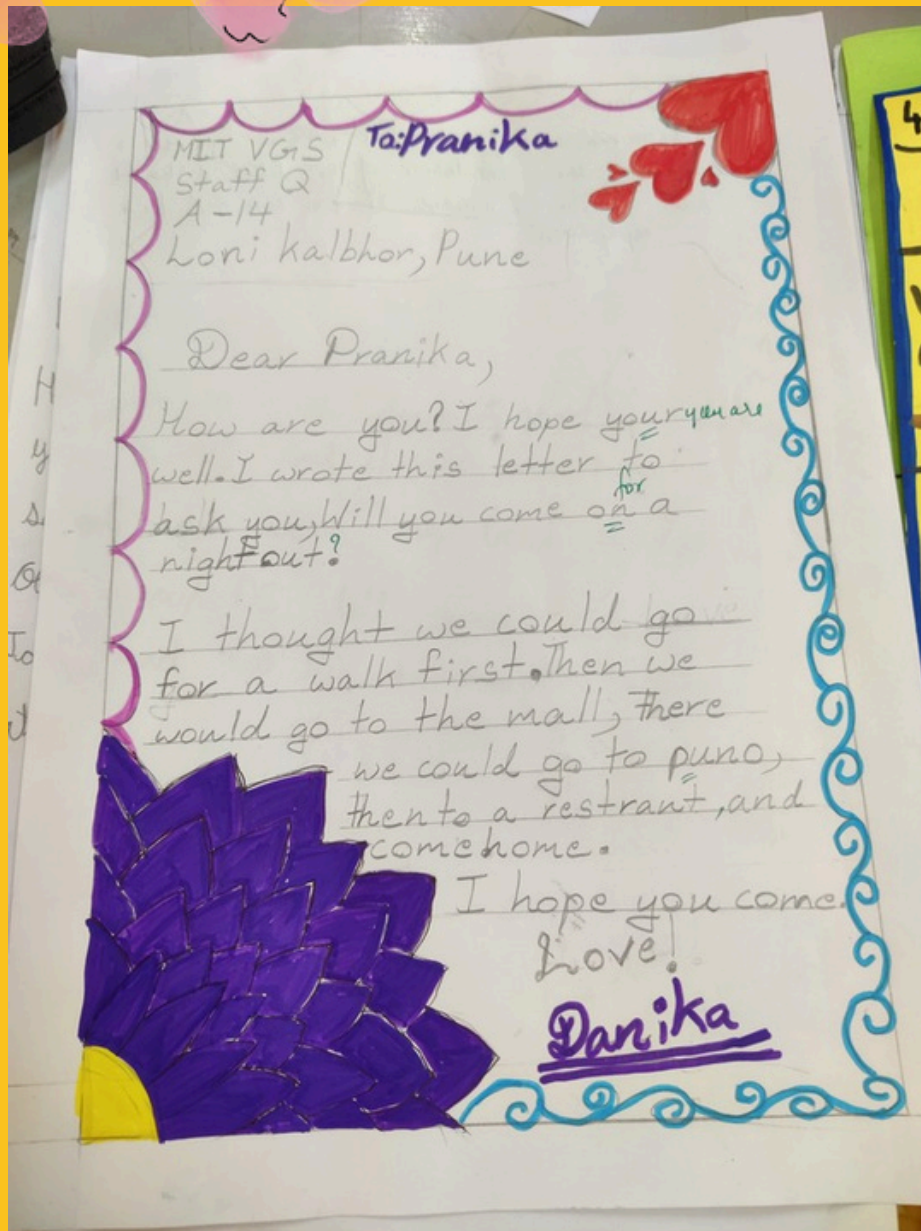 To: Pranika
MIT VGS
Staff Q
A-14
Loni kalbhor, Pune
Dear Pranika,
How are you? I hope your you are
well. I wrote this letter to
for
ask you, Will you come on a
night out?
I thought we could go
for a walk first. Then we
would go to the mall, there
we could go to puno,
then to a restrant, and
come home.
I hope you come.
Love!
Danika